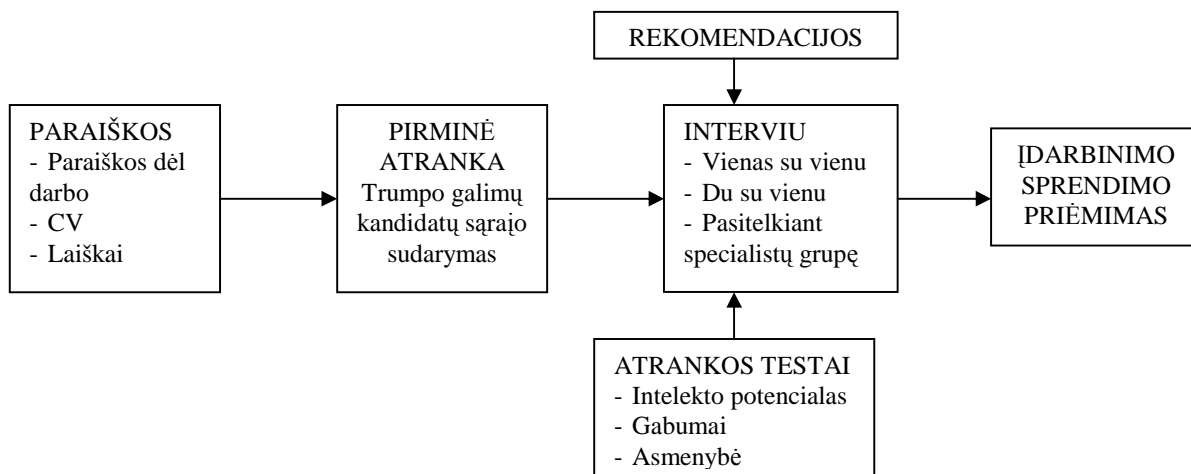 REKOMENDACIJOS
PARAIŠKOS
- Paraiškos dėl
darbo
- CV
- Laiškai
PIRMINĖ
ATRANKA
Trumpo galimų
kandidatų sąrajo
sudarymas
INTERVIU
- Vienas su vienu
- Du su vienu
- Pasitelkiant
specialistų grupę
ĮDARBINIMO
SPRENDIMO
PRIĖMIMAS
ATRANKOS TESTAI
- Intelekto potencialas
- Gabumai
- Asmenybė